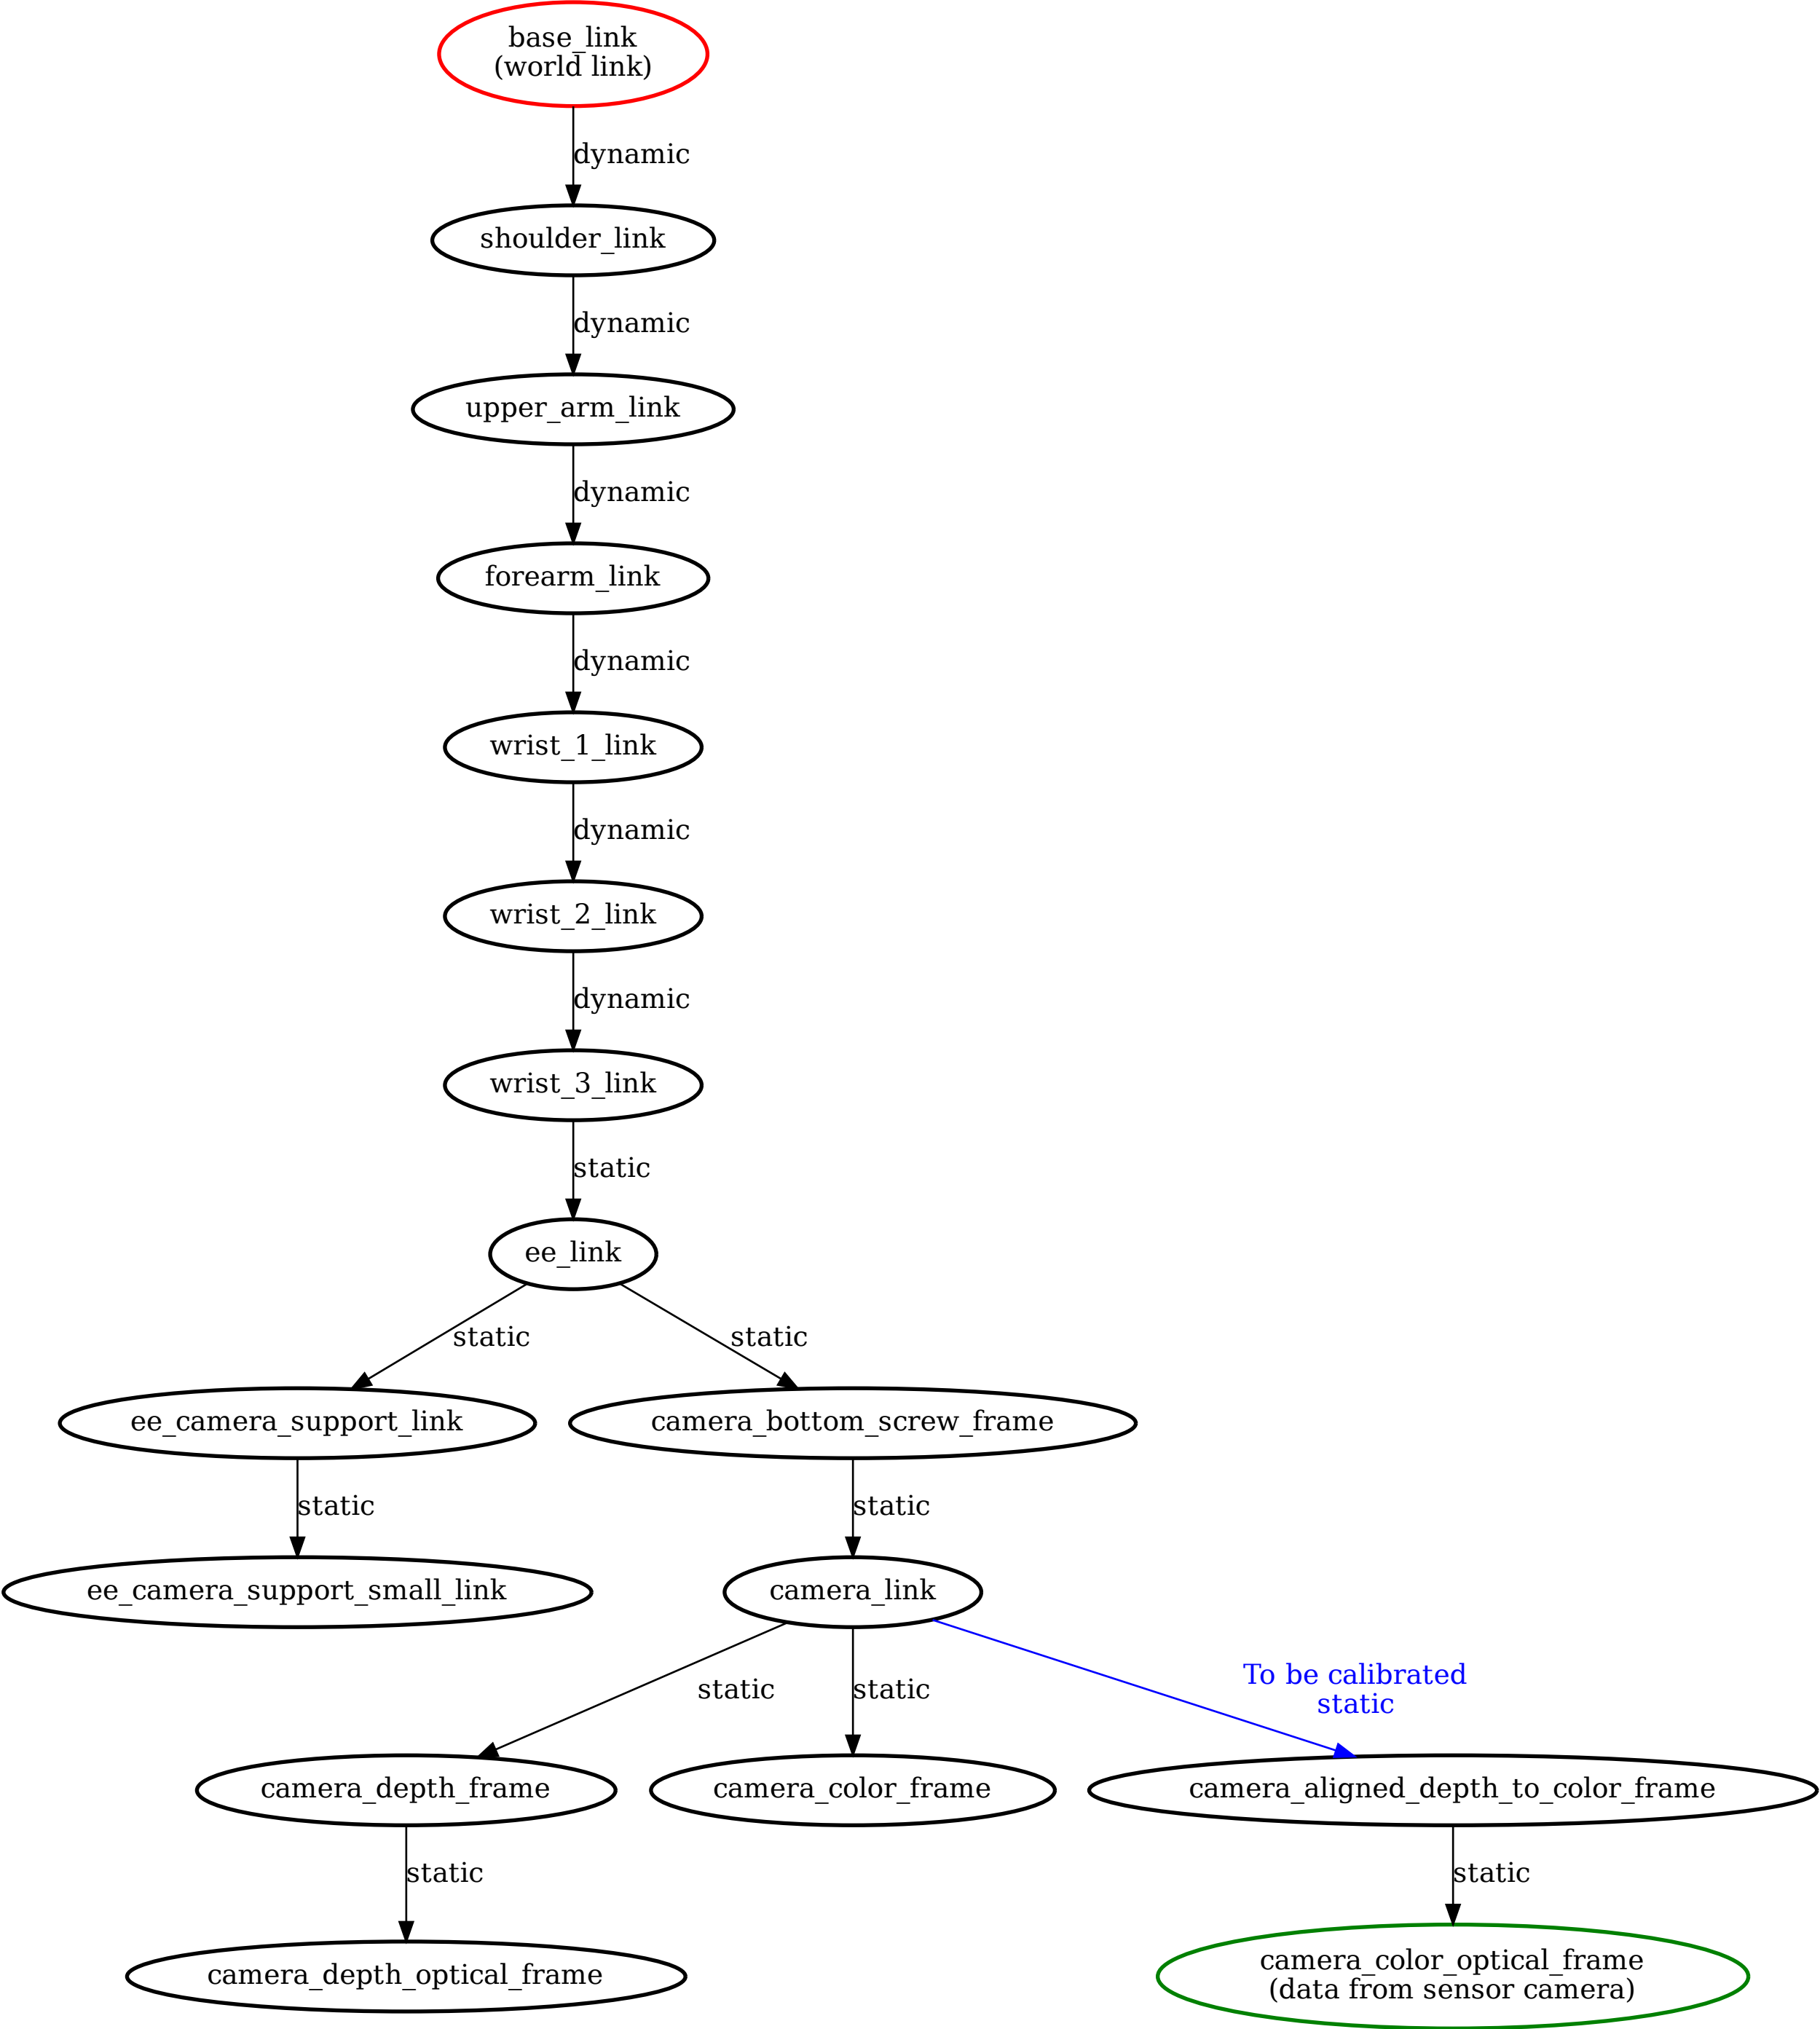 base_link
(world link)
dynamic
shoulder_link
dynamic
upper_arm_link
dynamic
forearm_link
dynamic
wrist_1_link
dynamic
wrist_2_link
dynamic
wrist_3_link
static
ee_link
static
static
ee_camera_support_link
camera_bottom_screw_frame
static
static
ee_camera_support_small_link
camera_link
static
static
To be calibrated
static
camera_depth_frame
camera_color_frame
camera_aligned_depth_to_color_frame
static
static
camera_depth_optical_frame
camera_color_optical_frame
(data from sensor camera)